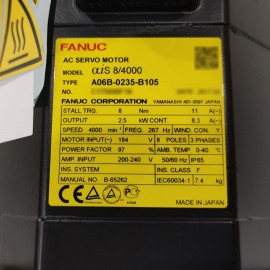 FANUC
AC SERVO MOTOR
MODEL αiS 8/4000
TYPE A06B-0235-B105
NO.
FANUC CORPORATION YAMANASHI 401-0597 JAPAN
STALL TRQ. 8 Nm 11 A(~)
OUTPUT 2.5 kW CONT. 8.3 A(~)
SPEED 4000 min⁻¹ FREQ. 267 Hz WIND. CON. Y
MOTOR INPUT(~) 184 V 8 POLES 3 PHASES
POWER FACTOR 97 % AMB. TEMP. 0-40 °C
AMP. INPUT(~) 200-240 V 50/60 Hz IP65
INS. SYSTEM INS. CLASS F
MANUAL B-65262 IEC60034-1 7.4 kg
MADE IN JAPAN